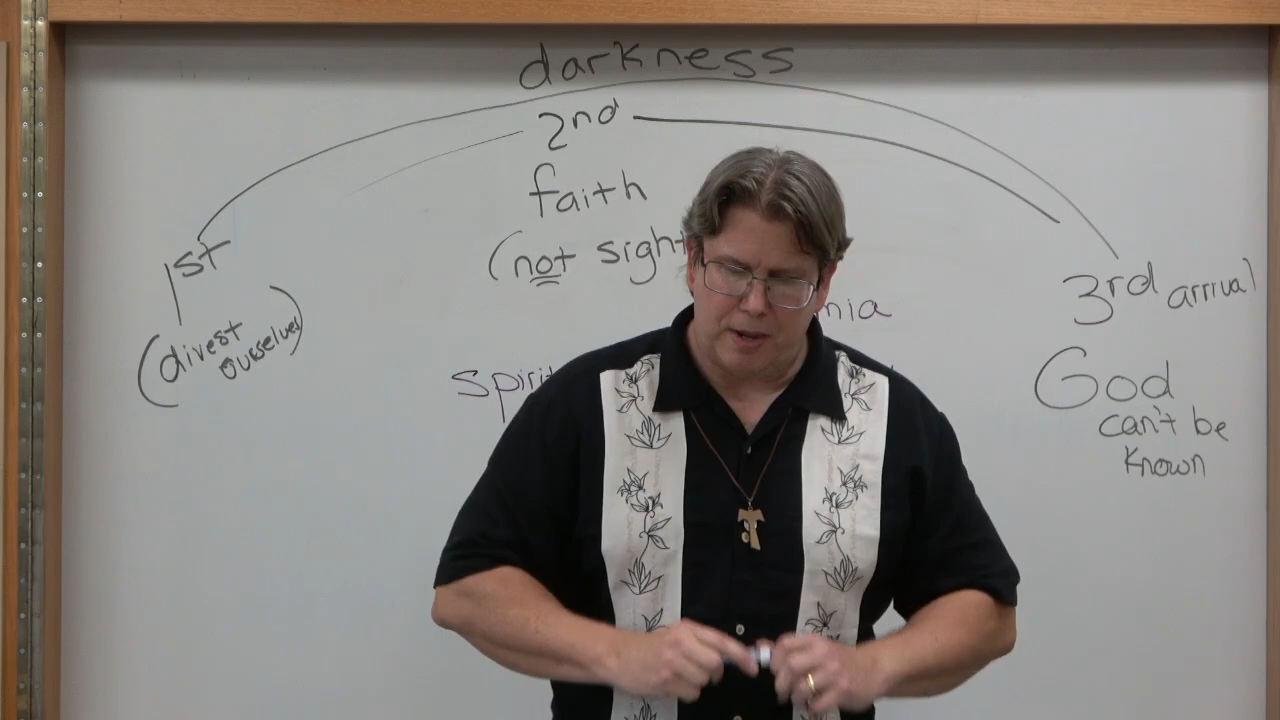 darkness
2nd
faith
(not sight
1st
(divest
ourselves)
3rd arrival
God
can't be
known